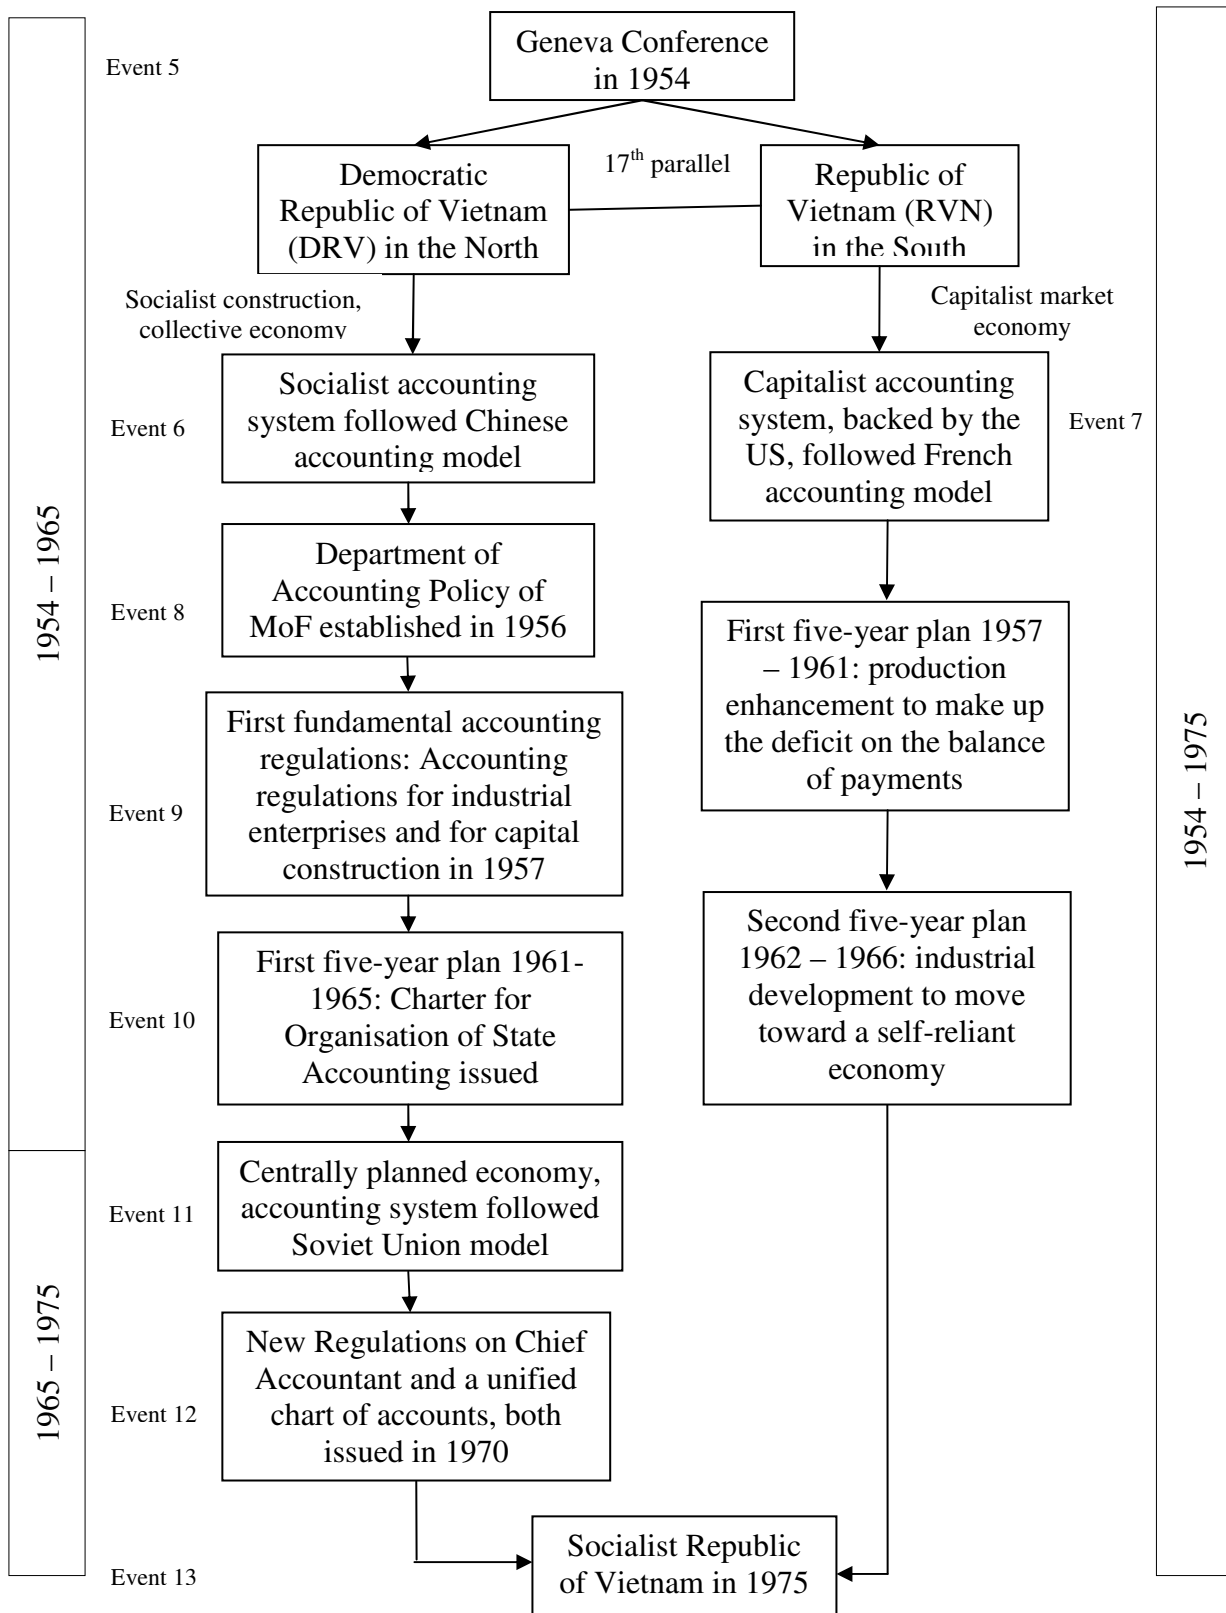 Geneva Conference
in 1954
Event 5
17th parallel
Democratic
Republic of Vietnam
(DRV) in the North
Republic of
Vietnam (RVN)
in the South
Socialist construction,
collective economy
Capitalist market
economy
Event 6
Socialist accounting
system followed Chinese
accounting model
Capitalist accounting
system, backed by the
US, followed French
accounting model
Event 7
1954 – 1965
Event 8
Department of
Accounting Policy of
MoF established in 1956
First five-year plan 1957
– 1961: production
enhancement to make up
the deficit on the balance
of payments
1954 – 1975
Event 9
First fundamental accounting
regulations: Accounting
regulations for industrial
enterprises and for capital
construction in 1957
Event 10
First five-year plan 1961-
1965: Charter for
Organisation of State
Accounting issued
Second five-year plan
1962 – 1966: industrial
development to move
toward a self-reliant
economy
Event 11
Centrally planned economy,
accounting system followed
Soviet Union model
1965 – 1975
Event 12
New Regulations on Chief
Accountant and a unified
chart of accounts, both
issued in 1970
Event 13
Socialist Republic
of Vietnam in 1975